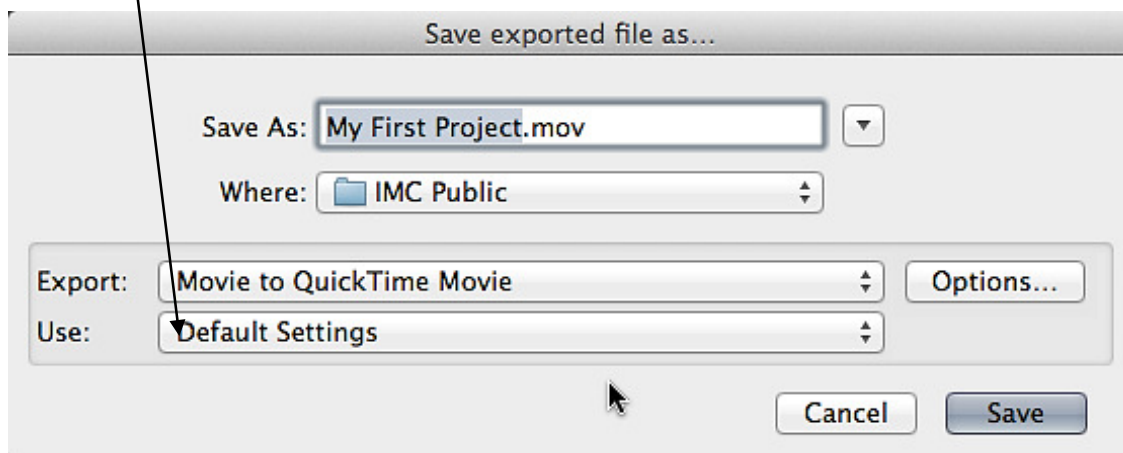 Save exported file as...
Save As: My First Project.mov
Where: IMC Public
Export: Movie to QuickTime Movie Options...
Use: Default Settings
Cancel Save